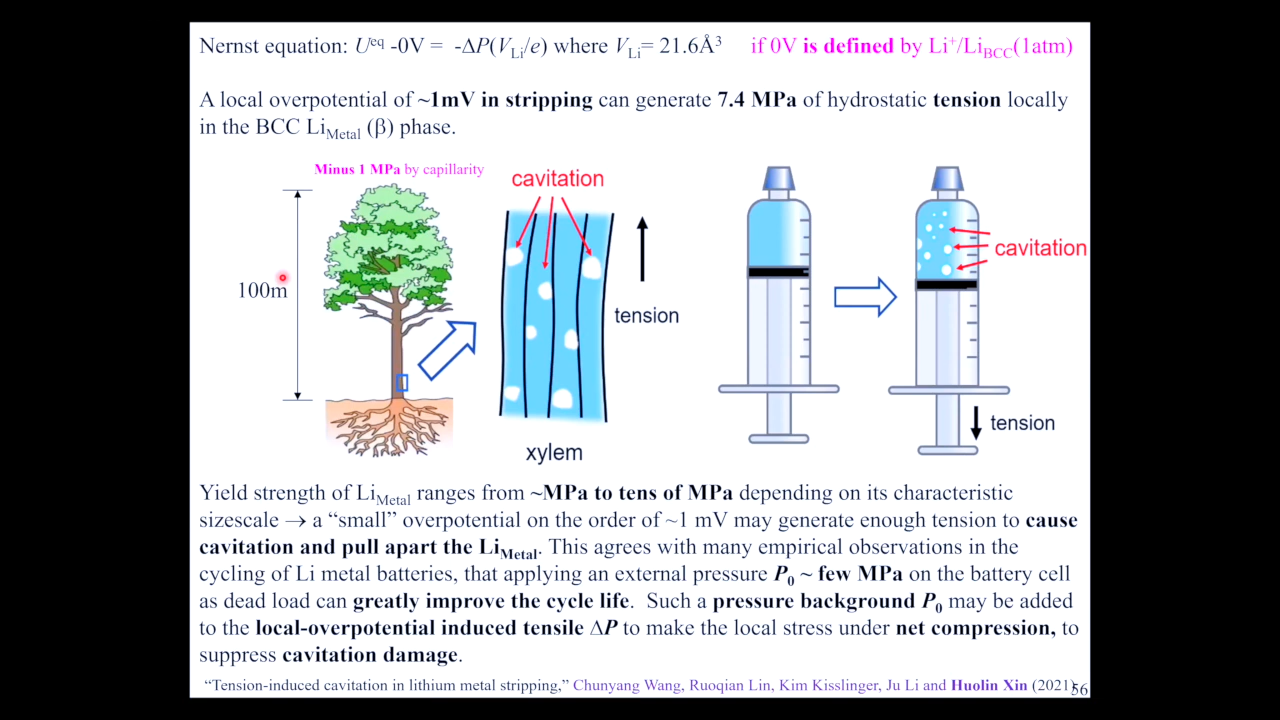 Nernst equation: Uᵉq -0V = -ΔP(V_Li/e) where V_Li= 21.6Å³ if 0V is defined by Li⁺/Li_BCC(1atm)
A local overpotential of ~1mV in stripping can generate 7.4 MPa of hydrostatic tension locally
in the BCC Li_Metal (β) phase.
Minus 1 MPa by capillarity
100m
cavitation
tension
xylem
cavitation
tension
Yield strength of Li_Metal ranges from ~MPa to tens of MPa depending on its characteristic
sizescale → a “small” overpotential on the order of ~1 mV may generate enough tension to cause
cavitation and pull apart the Li_Metal. This agrees with many empirical observations in the
cycling of Li metal batteries, that applying an external pressure P₀ ~ few MPa on the battery cell
as dead load can greatly improve the cycle life. Such a pressure background P₀ may be added
to the local-overpotential induced tensile ΔP to make the local stress under net compression, to
suppress cavitation damage.
“Tension-induced cavitation in lithium metal stripping,” Chunyang Wang, Ruoqian Lin, Kim Kisslinger, Ju Li and Huolin Xin (2021)
56